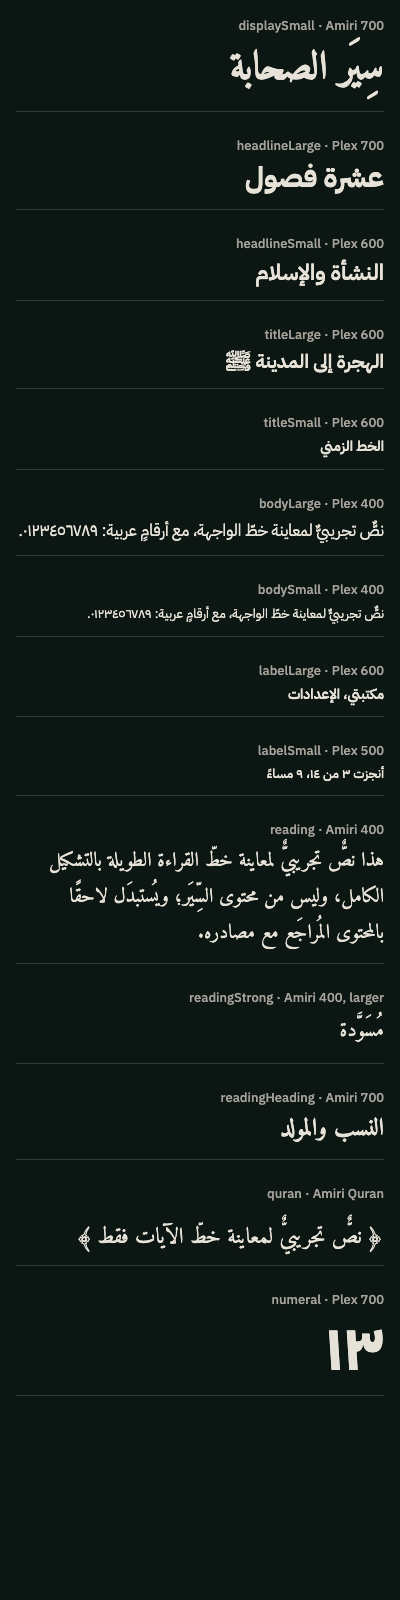 displaySmall · Amiri 700
سِيَر الصحابة
headlineLarge · Plex 700
عشرة فصول
headlineSmall · Plex 600
النشأة والإسلام
titleLarge · Plex 600
الهجرة إلى المدينة ﷺ
titleSmall · Plex 600
الخط الزمني
bodyLarge · Plex 400
نصٌّ تجريبيٌّ لمعاينة خطّ الواجهة، مع أرقامٍ عربية: ٠١٢٣٤٥٦٧٨٩.
bodySmall · Plex 400
نصٌّ تجريبيٌّ لمعاينة خطّ الواجهة، مع أرقامٍ عربية: ٠١٢٣٤٥٦٧٨٩.
labelLarge · Plex 600
مكتبتي، الإعدادات
labelSmall · Plex 500
أنجزت ٣ من ١٤، ٩ مساءً
reading · Amiri 400
هذا نصٌّ تجريبيٌّ لمعاينة خطّ القراءة الطويلة بالتشكيل
الكامل، وليس من محتوى السِّيَر؛ ويُستبدَل لاحقًا
بالمحتوى المُراجَع مع مصادره.
readingStrong · Amiri 400, larger
مُسَوَّدة
readingHeading · Amiri 700
النسب والمولد
quran · Amiri Quran
﴿ نصٌّ تجريبيٌّ لمعاينة خطّ الآيات فقط ﴾
numeral · Plex 700
١٣